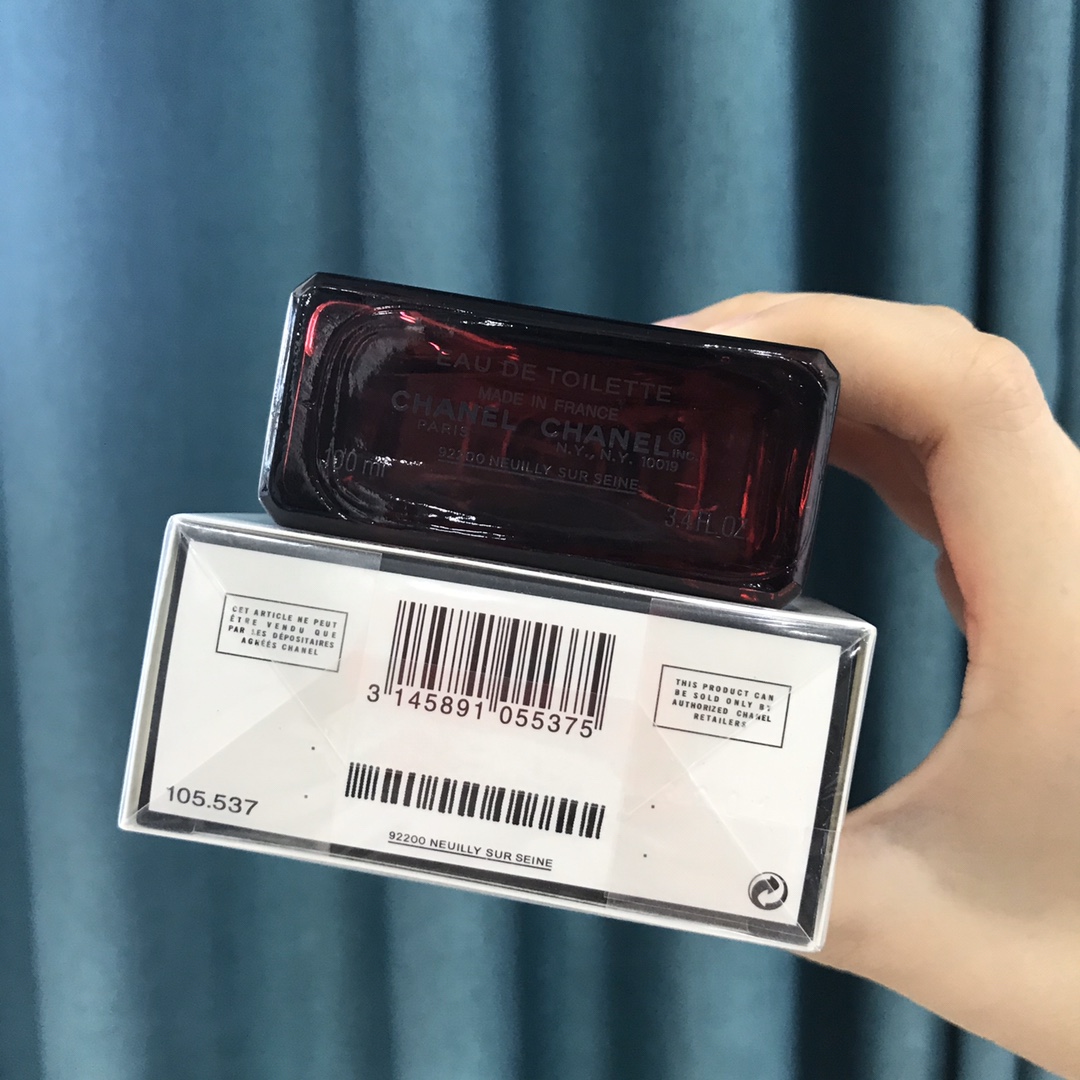 EAU DE TOILETTE
MADE IN FRANCE
CHANEL CHANEL®
PARIS N.Y., N.Y. 10019 INC.
92200 NEUILLY SUR SEINE
100 ml
3.4 FL. OZ
CET ARTICLE NE PEUT
ÊTRE VENDU QUE
PAR LES DÉPOSITAIRES
AGRÉÉS CHANEL
3 145891 055375
THIS PRODUCT CAN
BE SOLD ONLY BY
AUTHORIZED CHANEL
RETAILERS
105.537
92200 NEUILLY SUR SEINE